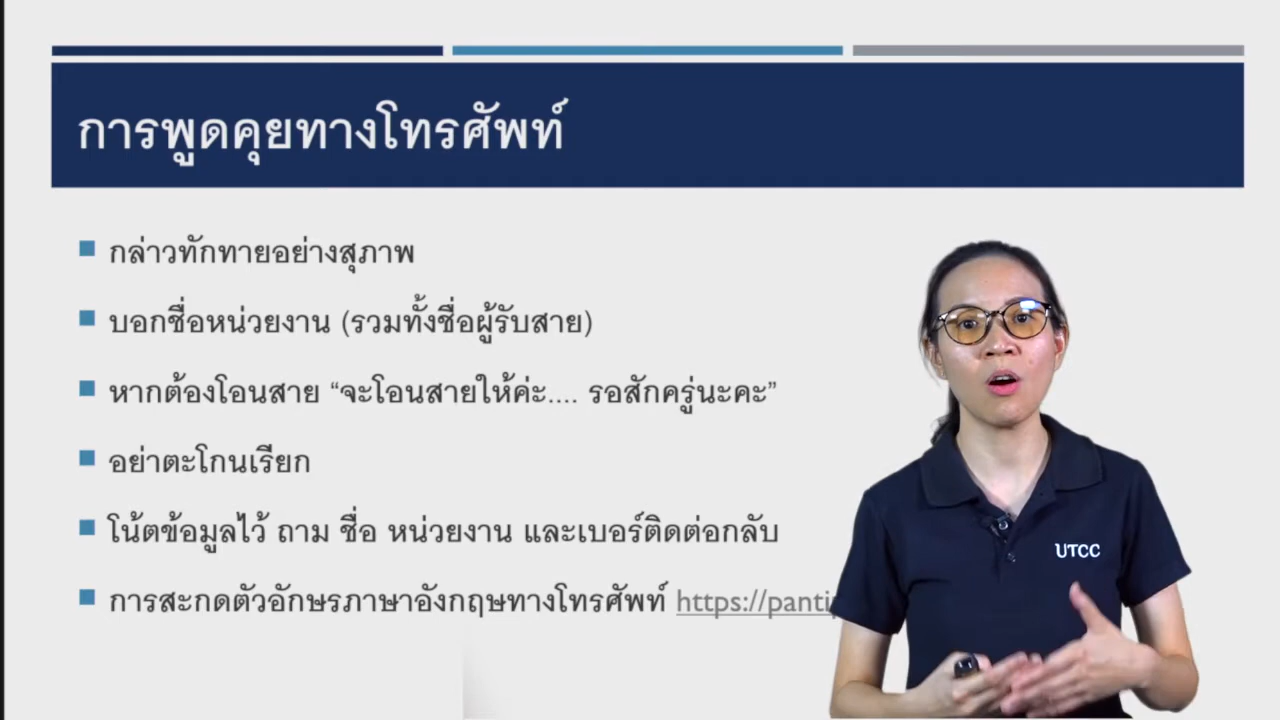 การพูดคุยทางโทรศัพท์
กล่าวทักทายอย่างสุภาพ
บอกชื่อหน่วยงาน (รวมทั้งชื่อผู้รับสาย)
หากต้องโอนสาย “จะโอนสายให้ค่ะ.... รอสักครู่นะคะ”
อย่าตะโกนเรียก
โน้ตข้อมูลไว้ ถาม ชื่อ หน่วยงาน และเบอร์ติดต่อกลับ
การสะกดตัวอักษรภาษาอังกฤษทางโทรศัพท์ https://panti
UTCC